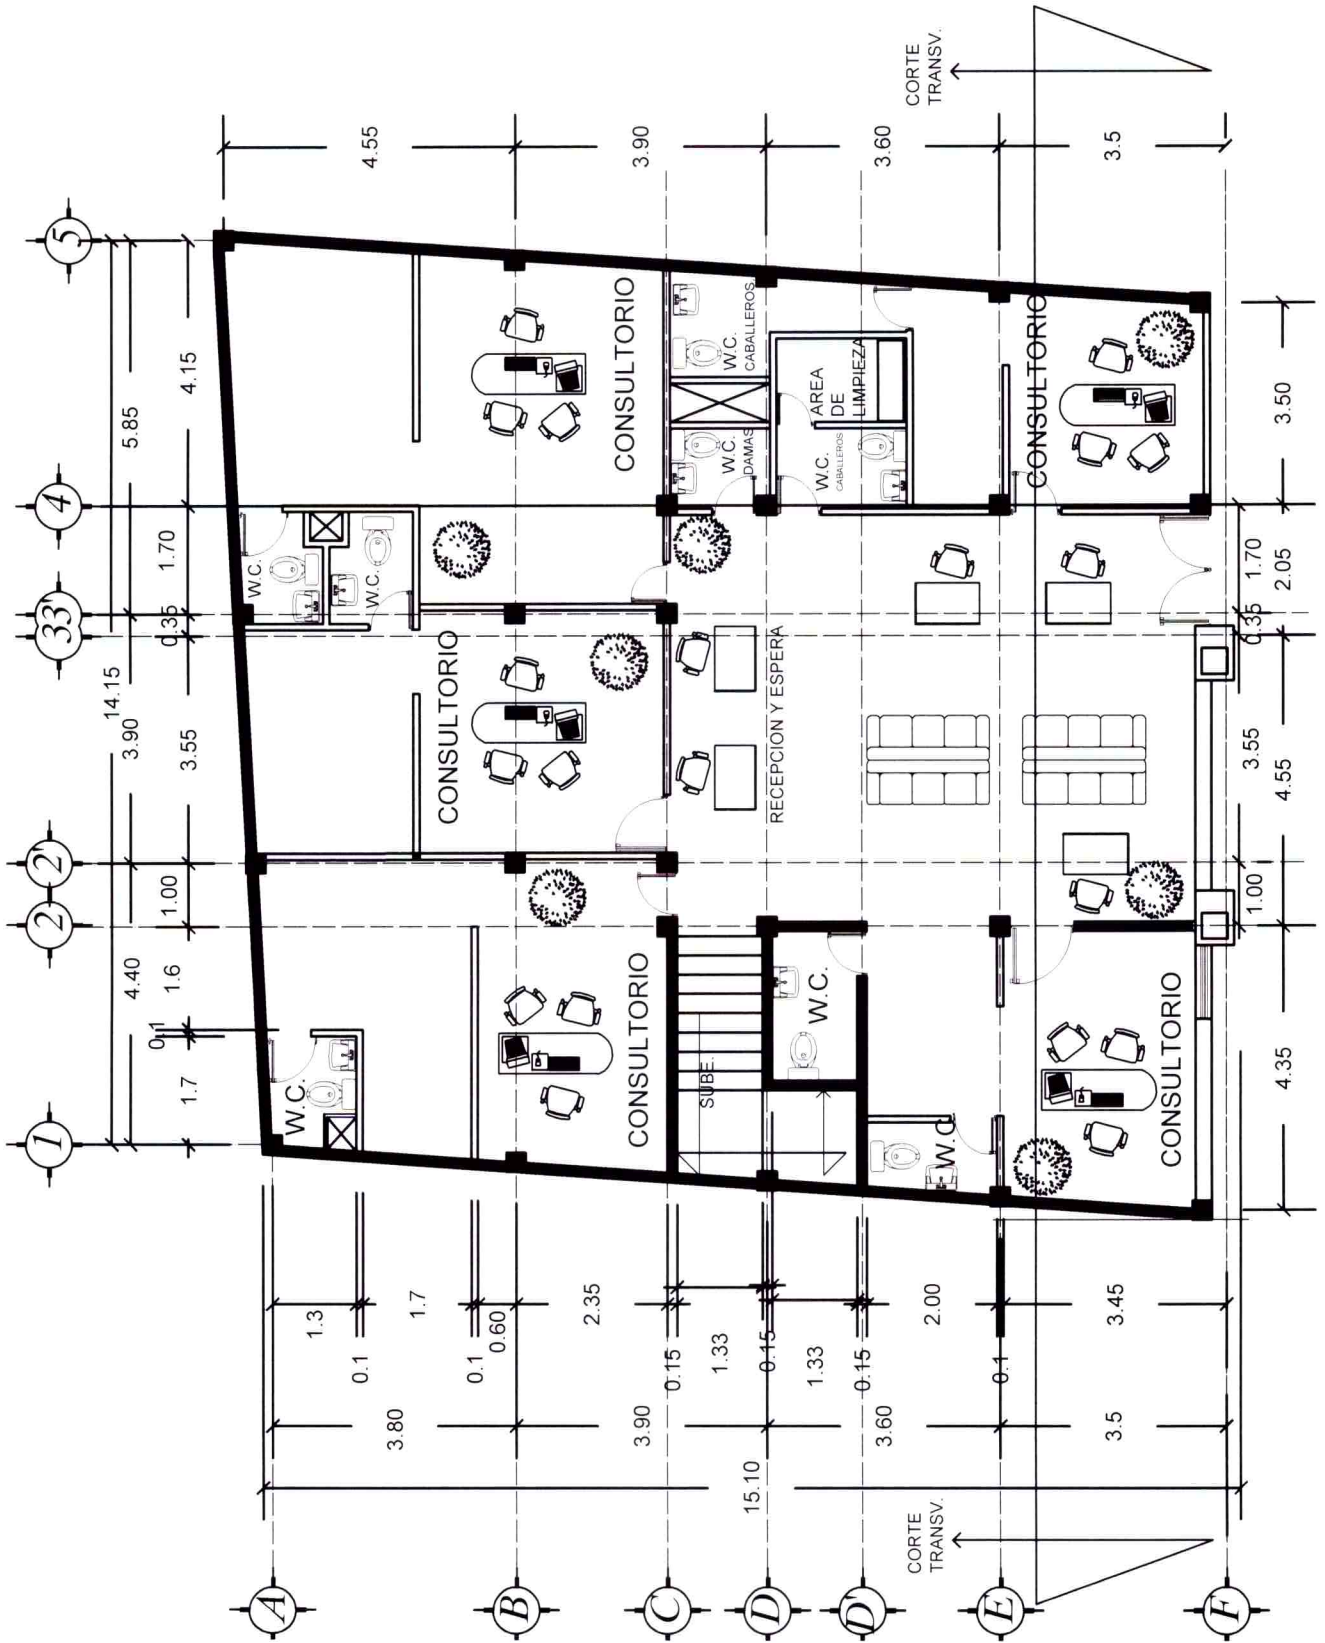 CORTE
TRANSV.
5
4.55
3.90
3.60
3.5
5.85
4.15
4
1.70
33'
0.35
14.15
3.90
3.55
2'
2
1.00
4.40
1.6
0.1
1.7
1
CONSULTORIO
W.C.
CABALLEROS
W.C.
DAMAS
AREA
DE
LIMPIEZA
W.C.
CABALLEROS
CONSULTORIO
W.C.
W.C.
CONSULTORIO
RECEPCION Y ESPERA
W.C.
CONSULTORIO
SUBE.
W.C.
W.C
CONSULTORIO
3.50
1.70
2.05
0.35
3.55
4.55
1.00
4.35
1.3
0.1
1.7
0.1
0.60
2.35
0.15
1.33
0.15
1.33
0.15
2.00
0.1
3.45
3.80
3.90
3.60
3.5
15.10
CORTE
TRANSV.
A
B
C
D
D'
E
F